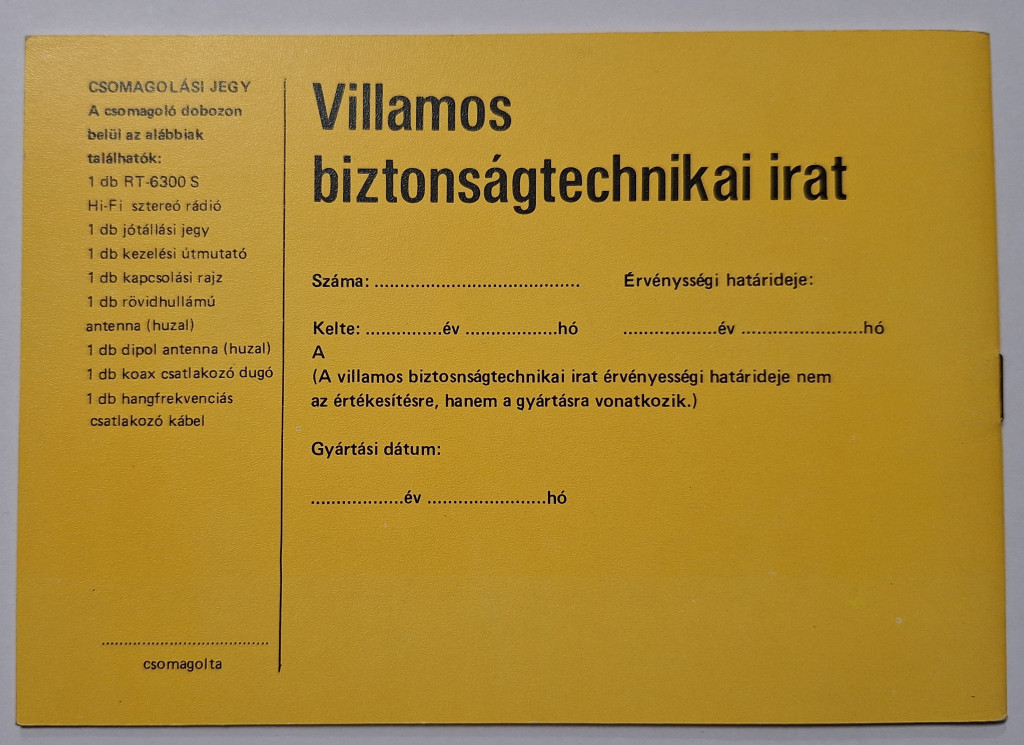 CSOMAGOLÁSI JEGY
A csomagoló dobozon
belül az alábbiak
találhatók:
1 db RT-6300 S
Hi-Fi sztereó rádió
1 db jótállási jegy
1 db kezelési útmutató
1 db kapcsolási rajz
1 db rövidhullámú
antenna (huzal)
1 db dipol antenna (huzal)
1 db koax csatlakozó dugó
1 db hangfrekvenciás
csatlakozó kábel
csomagolta
Villamos
biztonságtechnikai irat
Száma: ........................................ Érvénysségi határideje:
Kelte: ...............év ..................hó ..................év ........................hó
A
(A villamos biztosnságtechnikai irat érvényességi határideje nem
az értékesítésre, hanem a gyártásra vonatkozik.)
Gyártási dátum:
..................év .......................hó